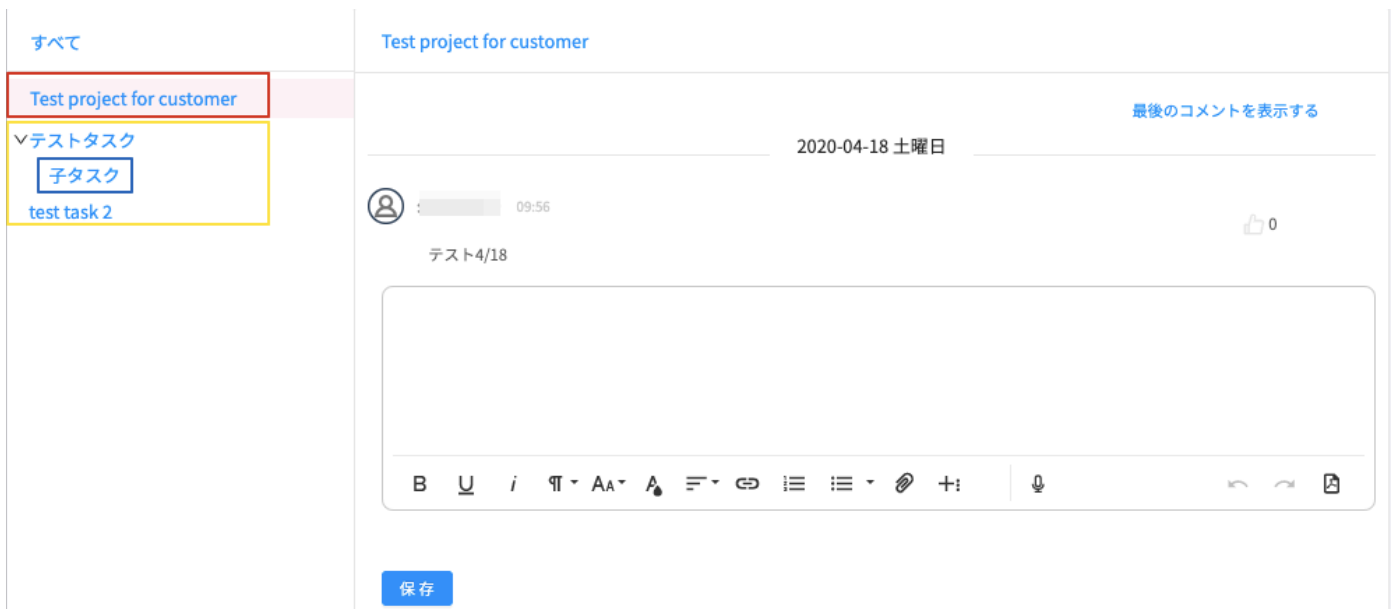 すべて
Test project for customer
テストタスク
子タスク
test task 2
Test project for customer
最後のコメントを表示する
2020-04-18 土曜日
09:56
0
テスト4/18
保存